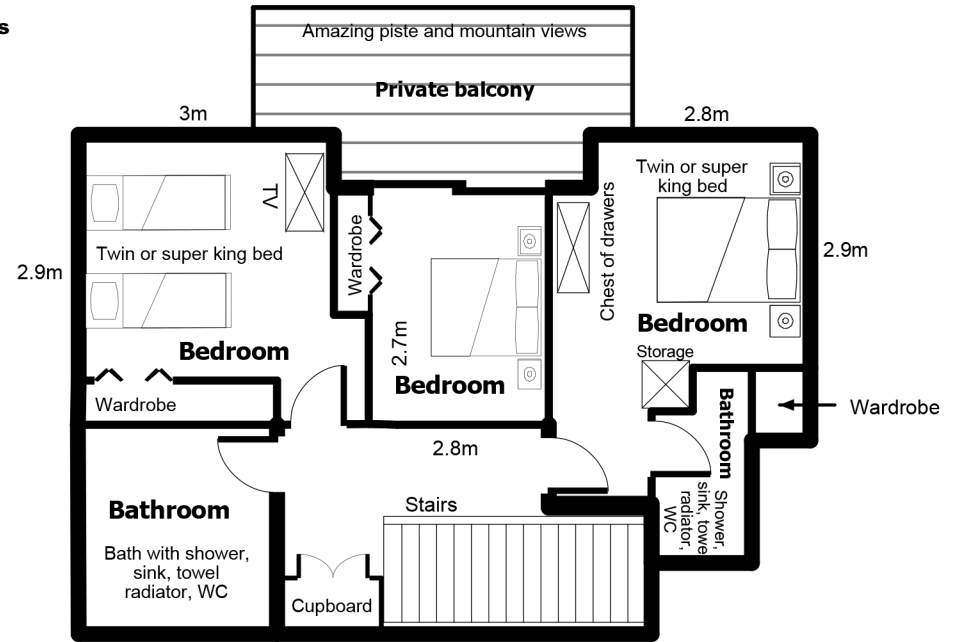 s
Amazing piste and mountain views
Private balcony
3m
2.8m
TV
Twin or super king bed
2.9m
Bedroom
Wardrobe
Wardrobe
2.7m
Bedroom
2.8m
Chest of drawers
Twin or super
king bed
2.9m
Bedroom
Storage
Wardrobe
Bathroom
Shower,
sink, towe
radiator,
WC
Bathroom
Bath with shower,
sink, towel
radiator, WC
Stairs
Cupboard